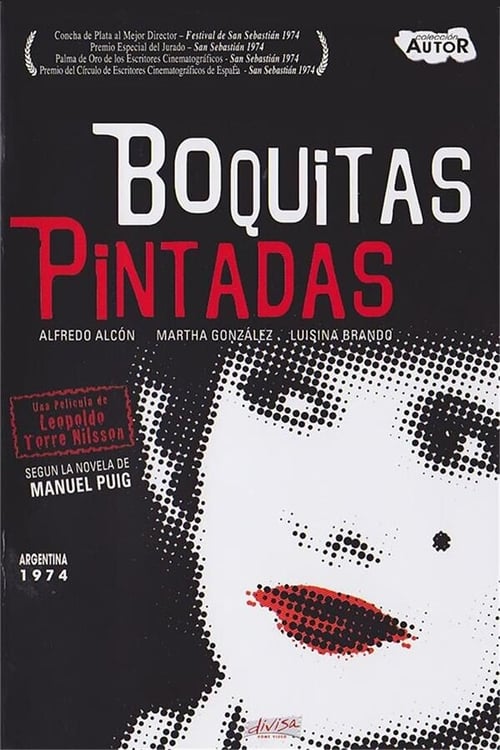 Concha de Plata al Mejor Director – Festival de San Sebastián 1974
Premio Especial del Jurado – San Sebastián 1974
Palma de Oro de los Escritores Cinematográficos - San Sebastián 1974
Premio del Círculo de Escritores Cinematográficos de España - San Sebastián 1974
colección
AUTOR
BOQUiTAS
PiNTADAS
ALFREDO ALCÓN MARTHA GONZÁLEZ LUISINA BRANDO
Una Película de
Leopoldo
Torre Nilsson
SEGUN LA NOVELA DE
MANUEL PUIG
ARGENTINA
1974
divisa
HOME VIDEO